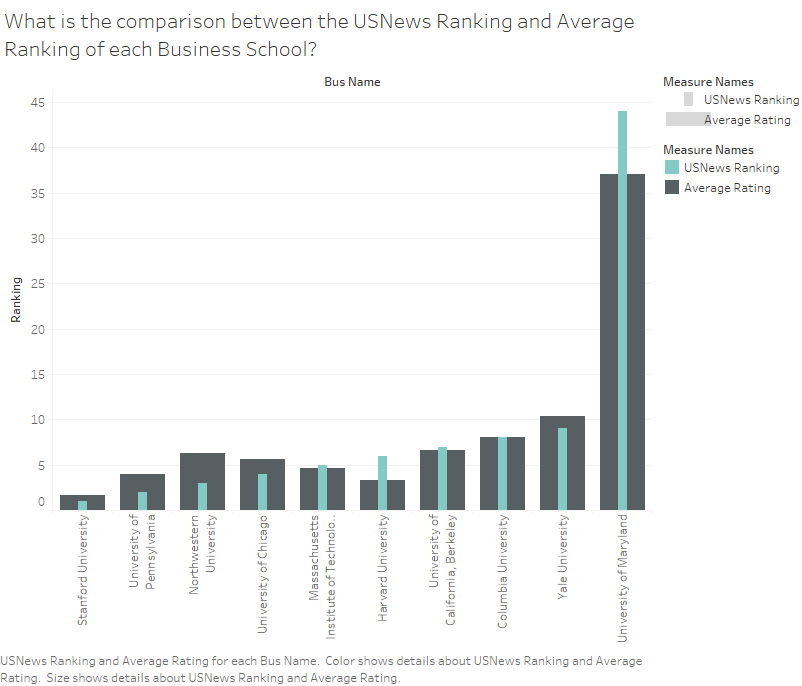 What is the comparison between the USNews Ranking and Average
Ranking of each Business School?
Bus Name
Measure Names
USNews Ranking
Average Rating
Measure Names
USNews Ranking
Average Rating
Ranking
45
40
35
30
25
20
15
10
5
0
Stanford University
University of
Pennsylvania
Northwestern
University
University of Chicago
Massachusetts
Institute of Technolo..
Harvard University
University of
California, Berkeley
Columbia University
Yale University
University of Maryland
USNews Ranking and Average Rating for each Bus Name.  Color shows details about USNews Ranking and Average
Rating.  Size shows details about USNews Ranking and Average Rating.